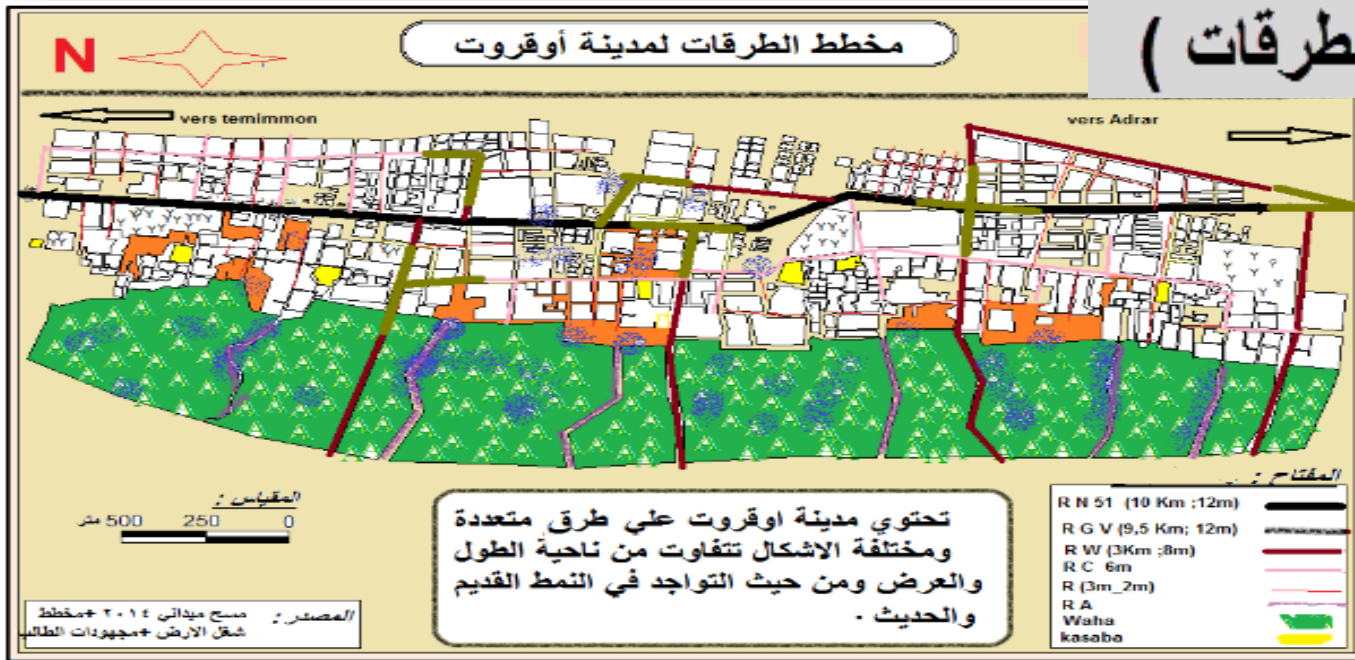 طرقات )
مخطط الطرقات لمدينة أوقروت
N
vers temimmon
vers Adrar
المقياس :
متر 500 250 0
تحتوي مدينة اوقروت علي طرق متعددة
ومختلفة الاشكال تتفاوت من ناحية الطول
والعرض ومن حيث التواجد في النمط القديم
والحديث .
المفتاح :
R N 51 (10 Km ;12m)
R G V (9,5 Km; 12m)
R W (3Km ;8m)
R C 6m
R (3m_2m)
R A
Waha
kasaba
المصدر : مسح ميداني ٢٠١٤ +مخطط
شغل الارض +مجهودات الطالب